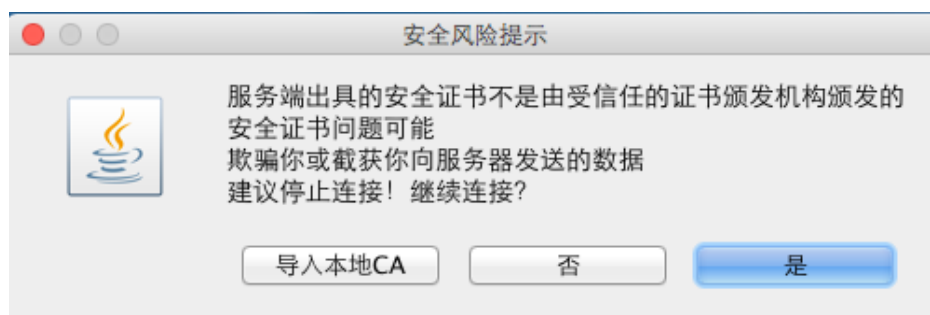 安全风险提示
服务端出具的安全证书不是由受信任的证书颁发机构颁发的
安全证书问题可能
欺骗你或截获你向服务器发送的数据
建议停止连接！继续连接?
导入本地CA
否
是